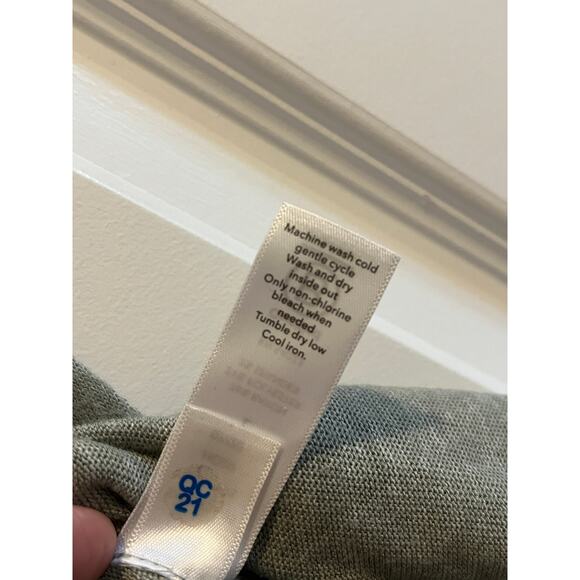 Machine wash cold
gentle cycle
Wash and dry
inside out
Only non-chlorine
bleach when
needed
Tumble dry low
Cool iron.
QC
21